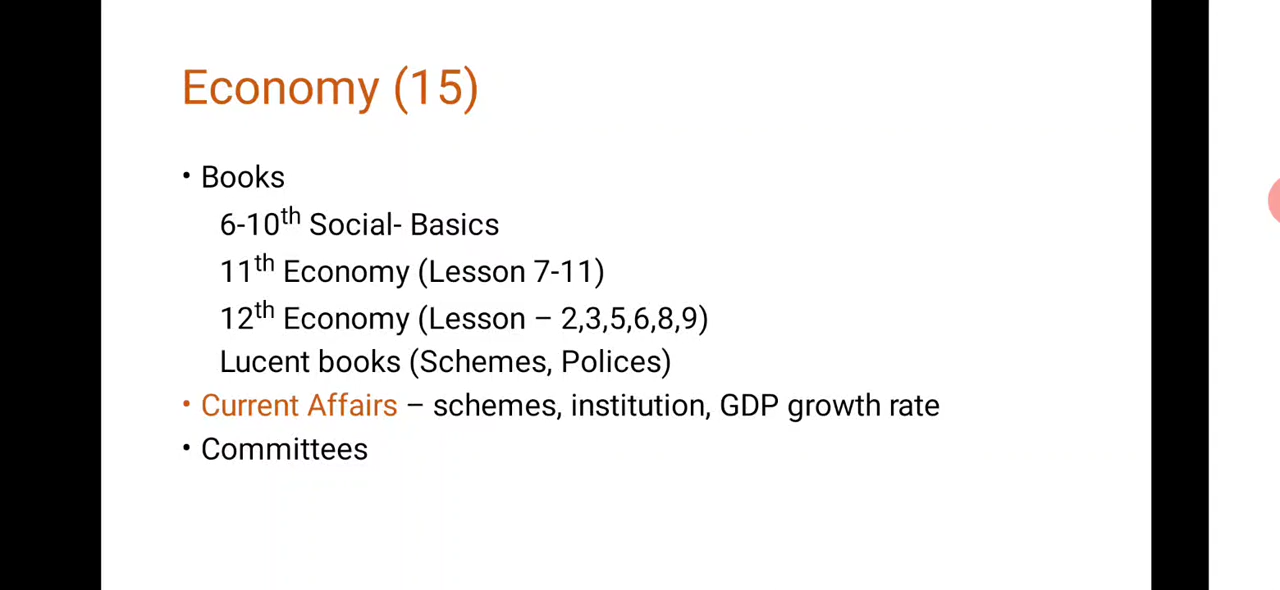 Economy (15)
• Books
6-10th Social- Basics
11th Economy (Lesson 7-11)
12th Economy (Lesson – 2,3,5,6,8,9)
Lucent books (Schemes, Polices)
• Current Affairs – schemes, institution, GDP growth rate
• Committees